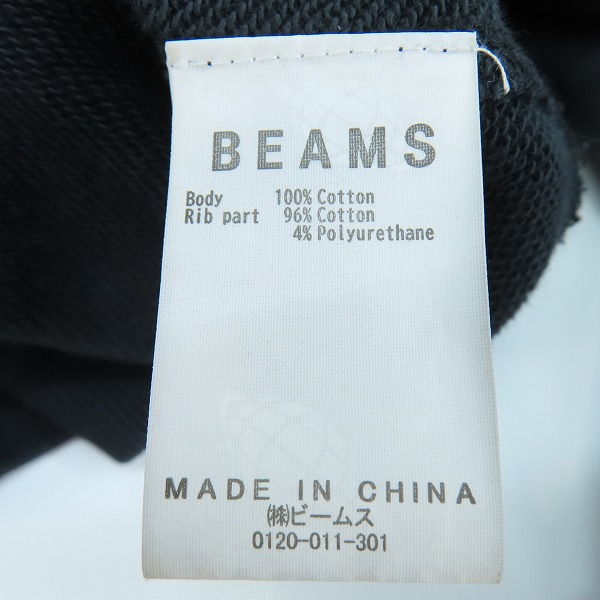 BEAMS
Body 100% Cotton
Rib part 96% Cotton
4% Polyurethane
MADE IN CHINA
㈱ビームス
0120-011-301